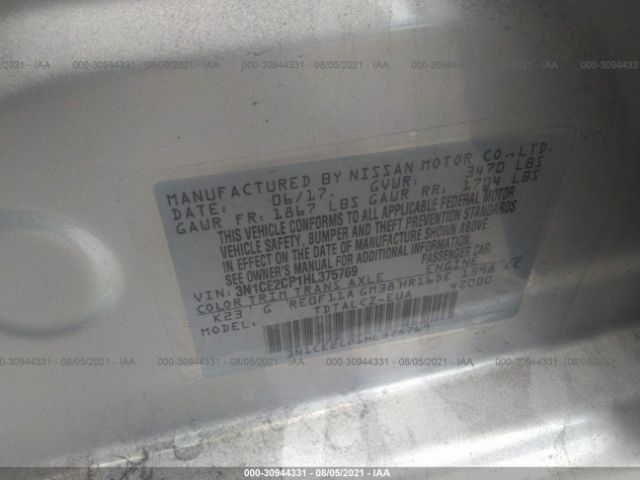 000-30944331 - 08/05/2021 - IAA
MANUFACTURED BY NISSAN MOTOR CO.,LTD.
DATE: 06/17. GVWR: 3470 LBS
GAWR FR: 1867 LBS GAWR RR: 1704 LBS
THIS VEHICLE CONFORMS TO ALL APPLICABLE FEDERAL MOTOR
VEHICLE SAFETY, BUMPER AND THEFT PREVENTION STANDARDS
IN EFFECT ON THE DATE OF MANUFACTURE SHOWN ABOVE.
SEE OWNER'S MANUAL FOR ADDITIONAL INFORMATION.
VIN: 3N1CE2CP1HL375769 PASSENGER CAR
COLOR TRIM TRANS AXLE ENGINE
K23 G RE0F11A GM38 HR16DE 1598 CC
MODEL: TDTALCZ-EUA 42000
3N1CE2CP1HL375769
000-30944331 - 08/05/2021 - IAA